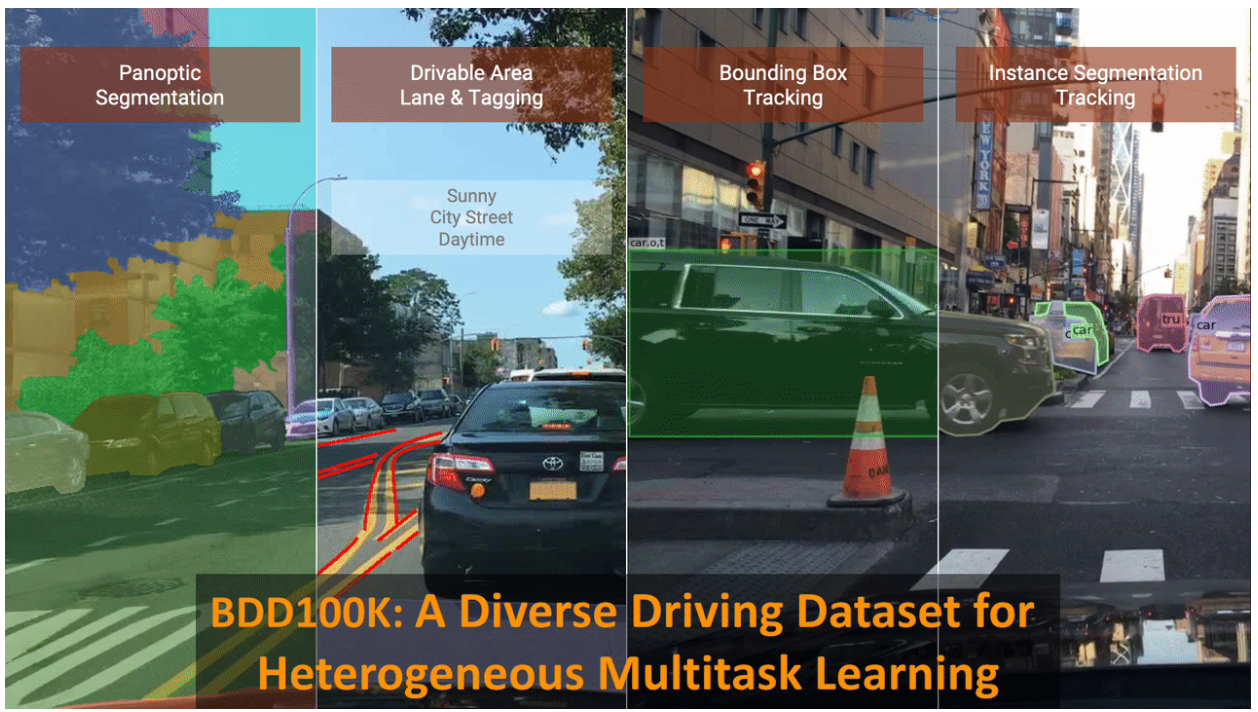 Panoptic
Segmentation
Drivable Area
Lane & Tagging
Bounding Box
Tracking
Instance Segmentation
Tracking
Sunny
City Street
Daytime
NEW YORK
ONE WAY
car,o,t
c
car
tru
car
Camry
BDD100K: A Diverse Driving Dataset for
Heterogeneous Multitask Learning